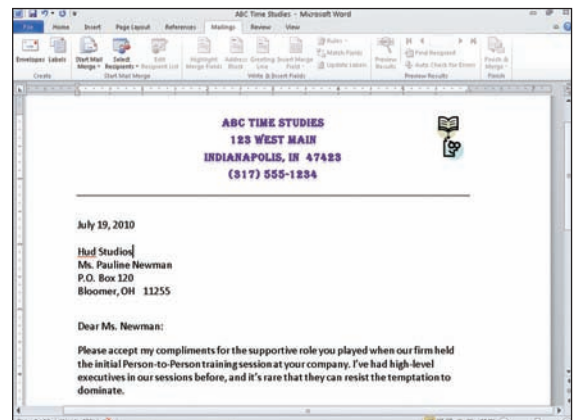 ABC Time Studies - Microsoft Word
File Home Insert Page Layout References Mailings Review View
Envelopes Labels Start Mail Merge Select Recipients Edit Recipient List Highlight Merge Fields Address Block Greeting Line Insert Merge Field Rules Match Fields Update Labels Preview Results Find Recipient Auto Check for Errors Finish & Merge
Create Start Mail Merge Write & Insert Fields Preview Results Finish
ABC TIME STUDIES
123 WEST MAIN
INDIANAPOLIS, IN 47423
(317) 555-1234
July 19, 2010
Hud Studios
Ms. Pauline Newman
P.O. Box 120
Bloomer, OH 11255
Dear Ms. Newman:
Please accept my compliments for the supportive role you played when our firm held
the initial Person-to-Person training session at your company. I've had high-level
executives in our sessions before, and it's rare that they can resist the temptation to
dominate.